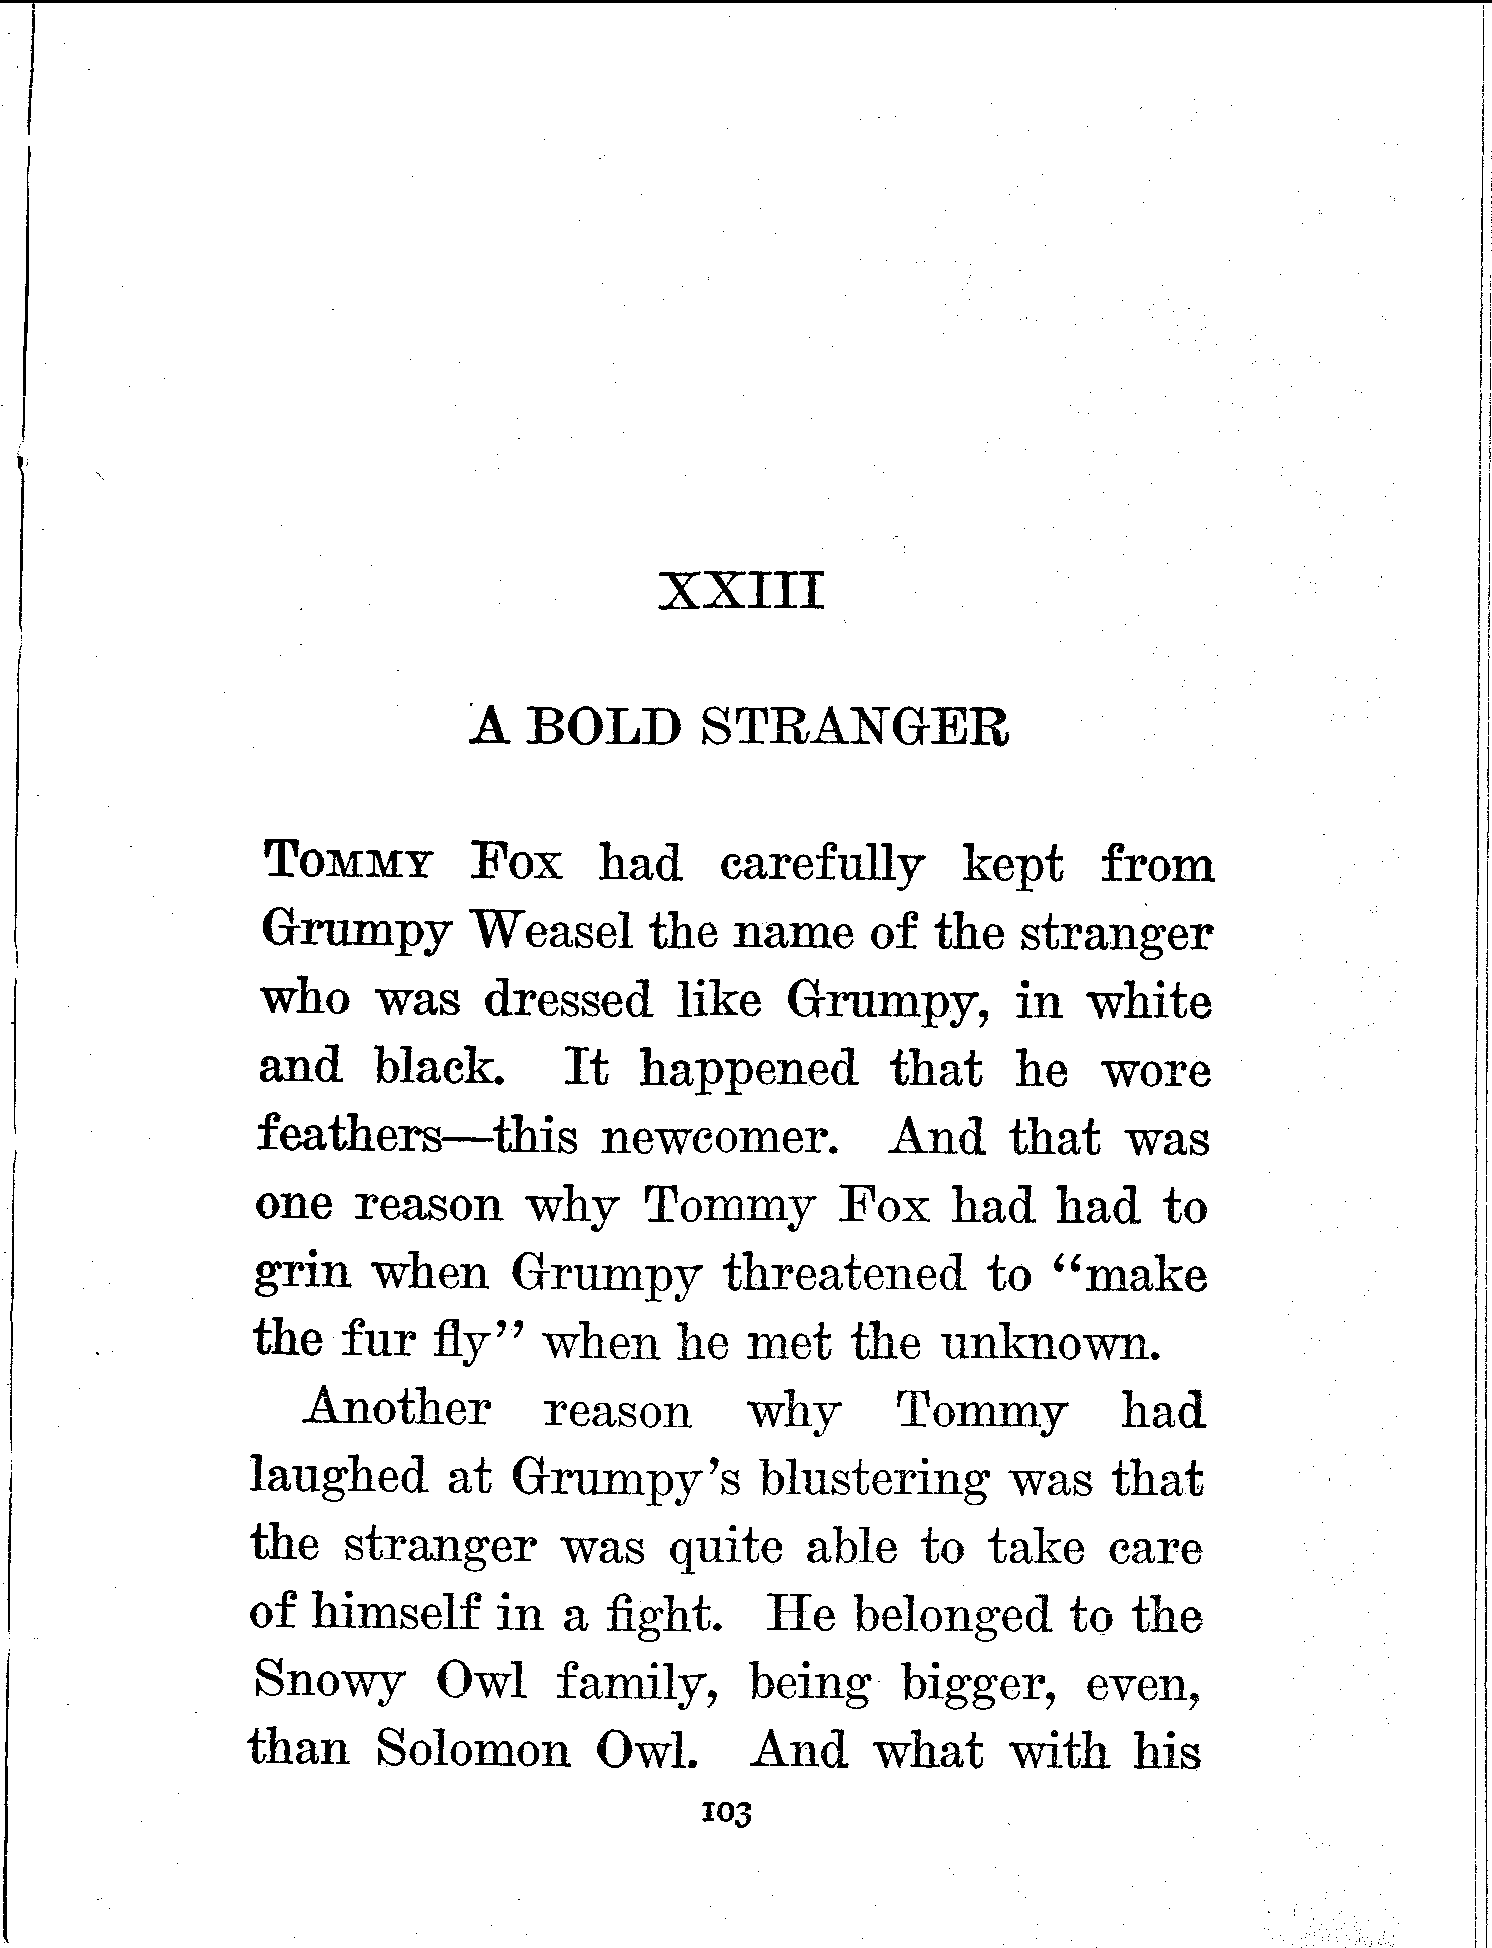 XXIII
A BOLD STRANGER
Tommy Fox had carefully kept from
Grumpy Weasel the name of the stranger
who was dressed like Grumpy, in white
and black. It happened that he wore
feathers—this newcomer. And that was
one reason why Tommy Fox had had to
grin when Grumpy threatened to “make
the fur fly” when he met the unknown.
Another reason why Tommy had
laughed at Grumpy’s blustering was that
the stranger was quite able to take care
of himself in a fight. He belonged to the
Snowy Owl family, being bigger, even,
than Solomon Owl. And what with his
103